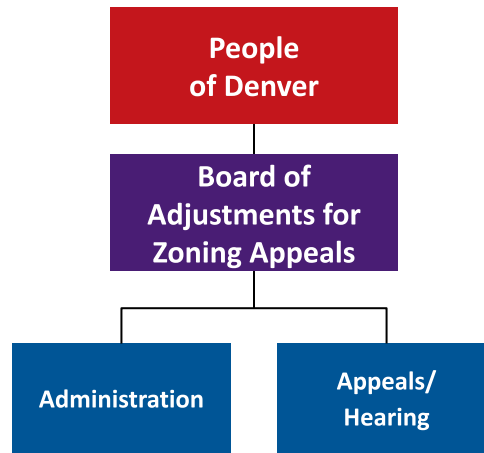 People
of Denver
Board of
Adjustments for
Zoning Appeals
Administration
Appeals/
Hearing